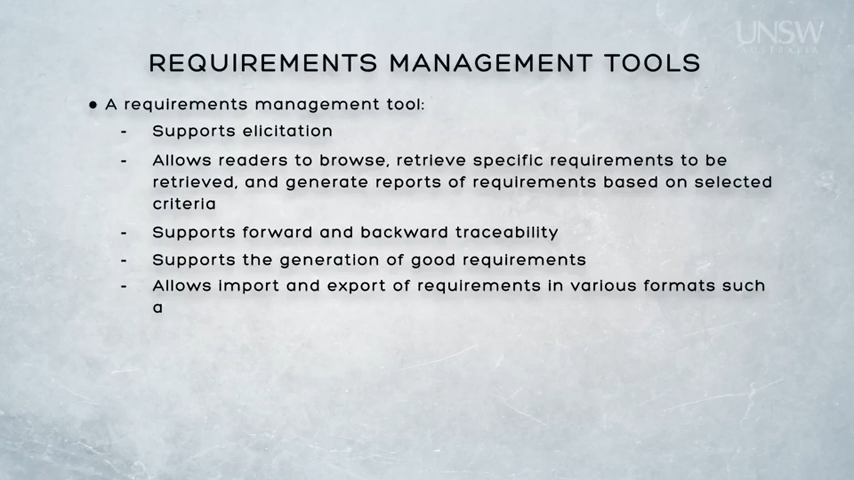 UNSW
AUSTRALIA
REQUIREMENTS MANAGEMENT TOOLS
● A requirements management tool:
- Supports elicitation
- Allows readers to browse, retrieve specific requirements to be
retrieved, and generate reports of requirements based on selected
criteria
- Supports forward and backward traceability
- Supports the generation of good requirements
- Allows import and export of requirements in various formats such
a